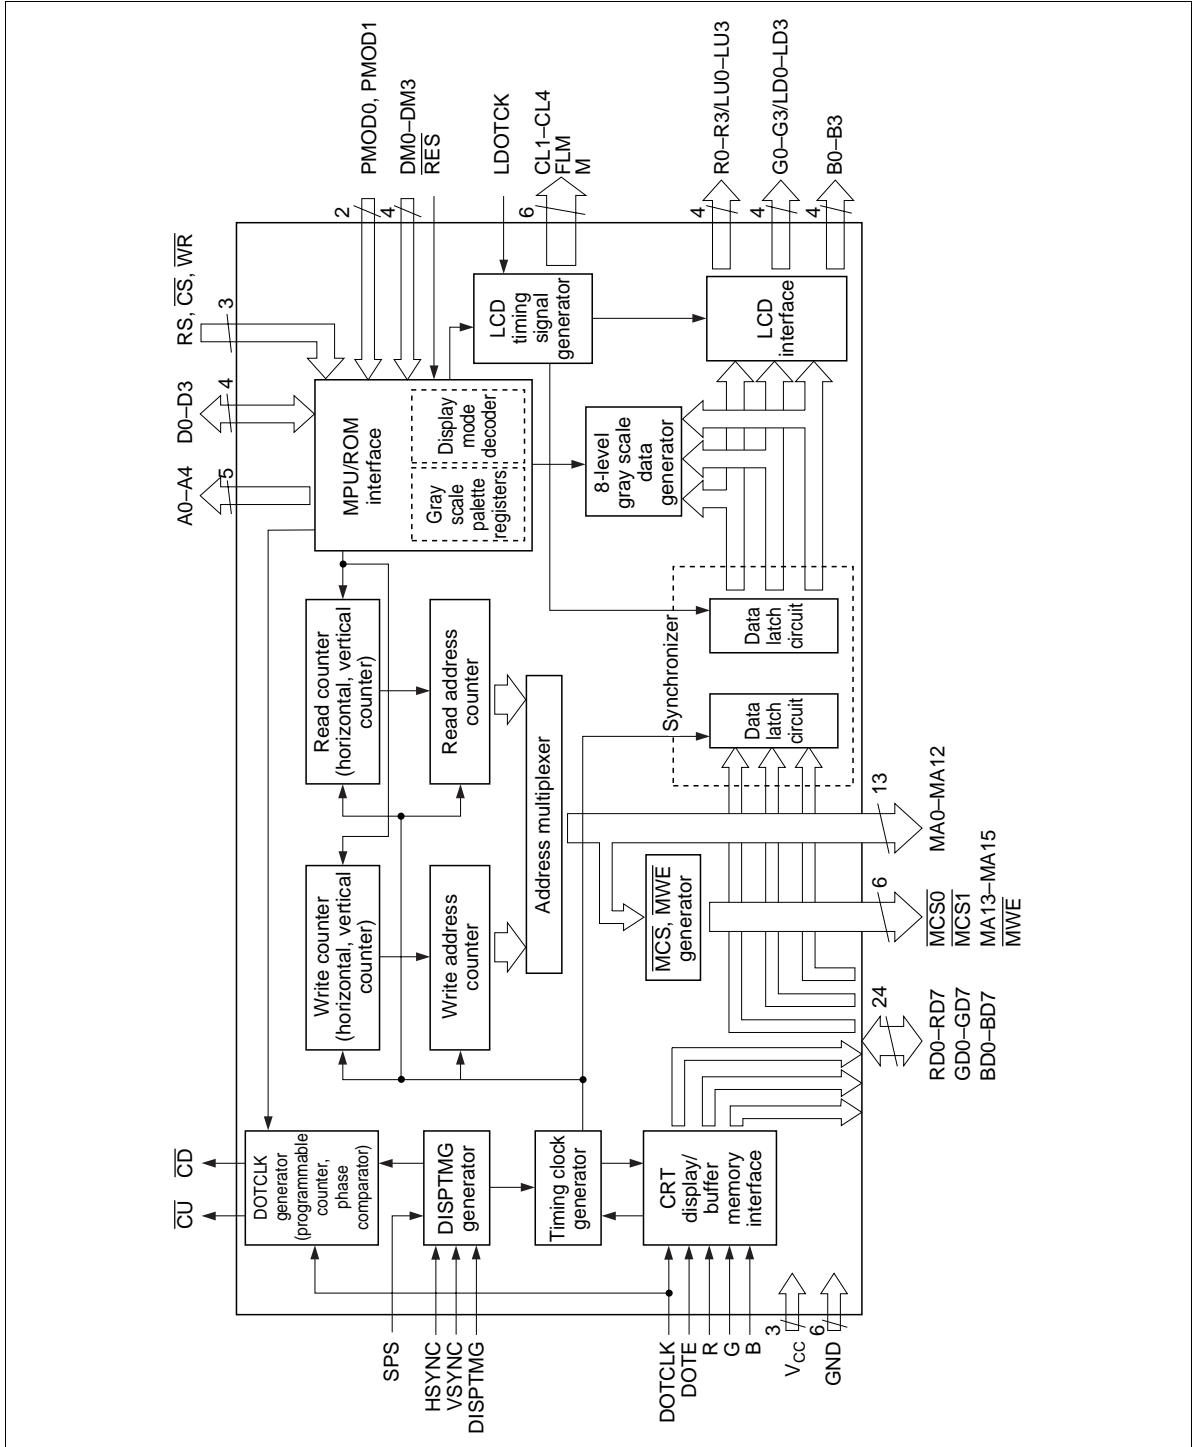 RS, CS, WR
3
D0–D3
4
A0–A4
5
CD
CU
PMOD0, PMOD1
2
DM0–DM3
4
RES
LDOTCK
CL1–CL4
FLM
M
6
R0–R3/LU0–LU3
4
G0–G3/LD0–LD3
4
B0–B3
4
MPU/ROM
interface
Display
mode
decoder
Gray
scale
palette
registers
LCD
timing
signal
generator
LCD
interface
8-level
gray scale
data
generator
Read counter
(horizontal, vertical
counter)
Read address
counter
Write counter
(horizontal, vertical
counter)
Write address
counter
Address multiplexer
Synchronizer
Data
latch
circuit
Data
latch
circuit
MCS, MWE
generator
DOTCLK
generator
(programmable
counter,
phase
comparator)
DISPTMG
generator
Timing clock
generator
CRT
display/
buffer
memory
interface
SPS
HSYNC
VSYNC
DISPTMG
DOTCLK
DOTE
R
G
B
VCC
3
GND
6
13
MA0–MA12
6
MCS0
MCS1
MA13–MA15
MWE
24
RD0–RD7
GD0–GD7
BD0–BD7